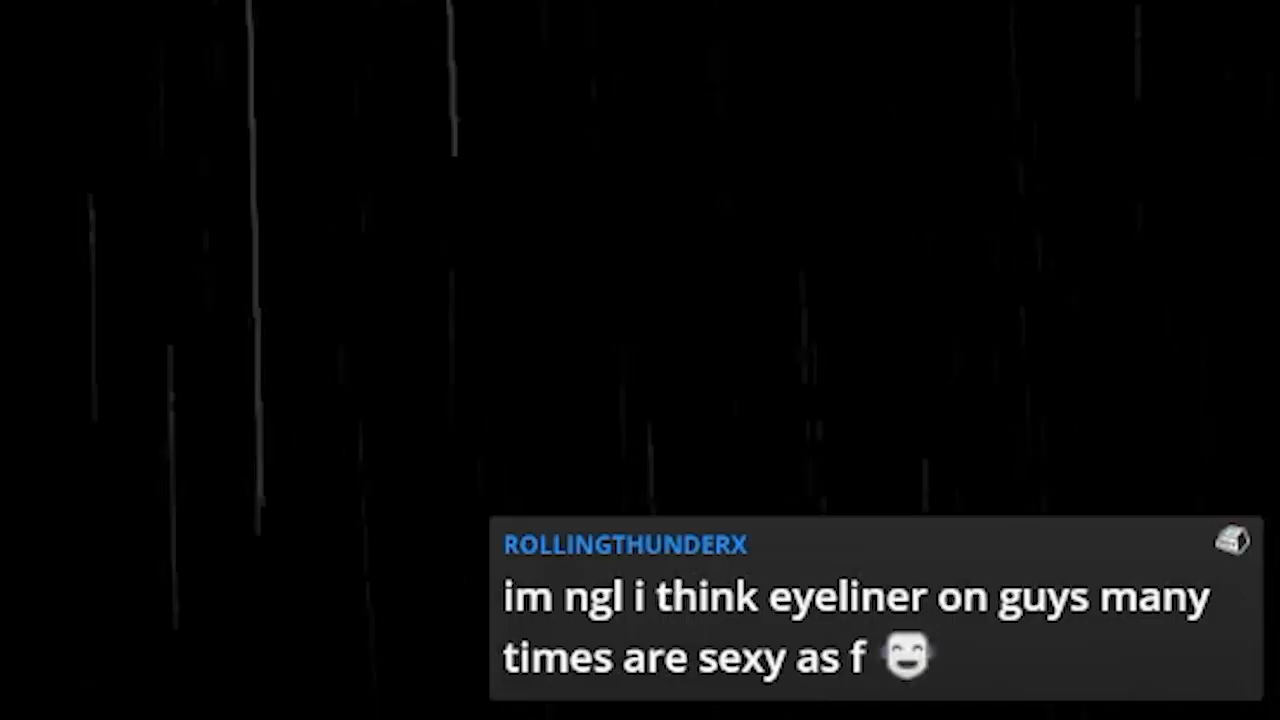 ROLLINGTHUNDERX
im ngl i think eyeliner on guys many
times are sexy as f